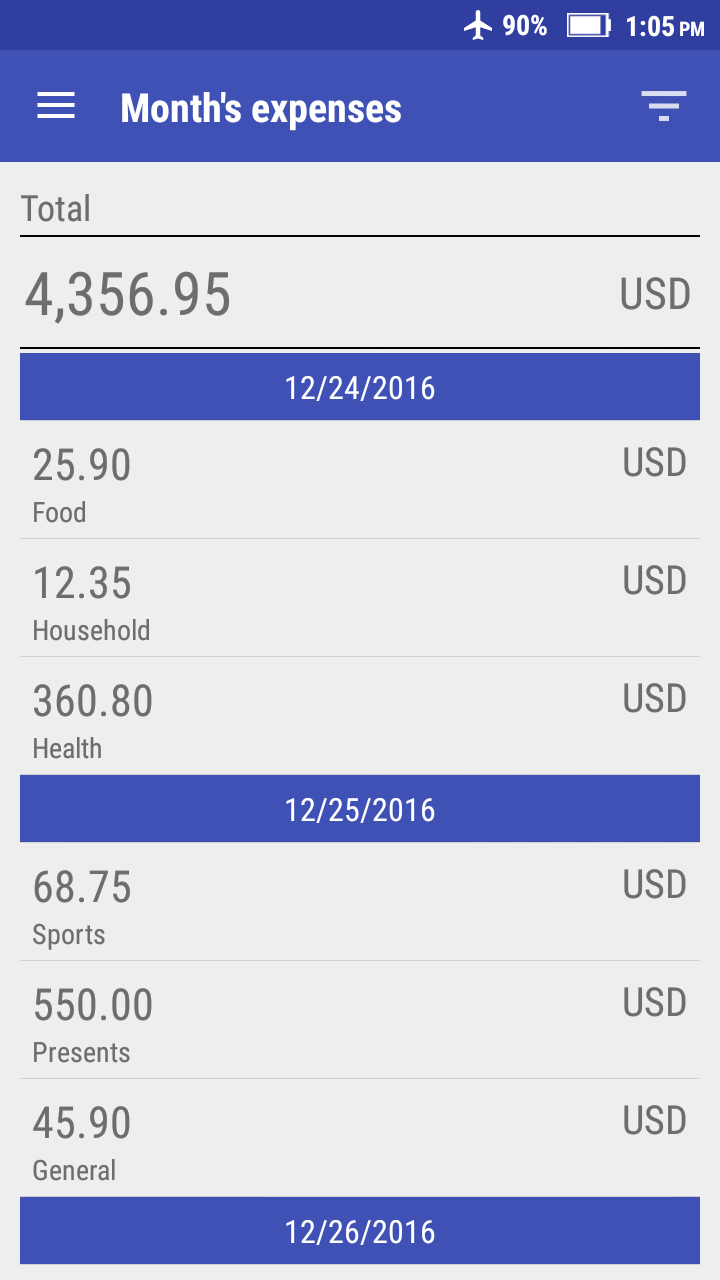 90% 1:05 PM
Month's expenses
Total
4,356.95 USD
12/24/2016
25.90 USD
Food
12.35 USD
Household
360.80 USD
Health
12/25/2016
68.75 USD
Sports
550.00 USD
Presents
45.90 USD
General
12/26/2016